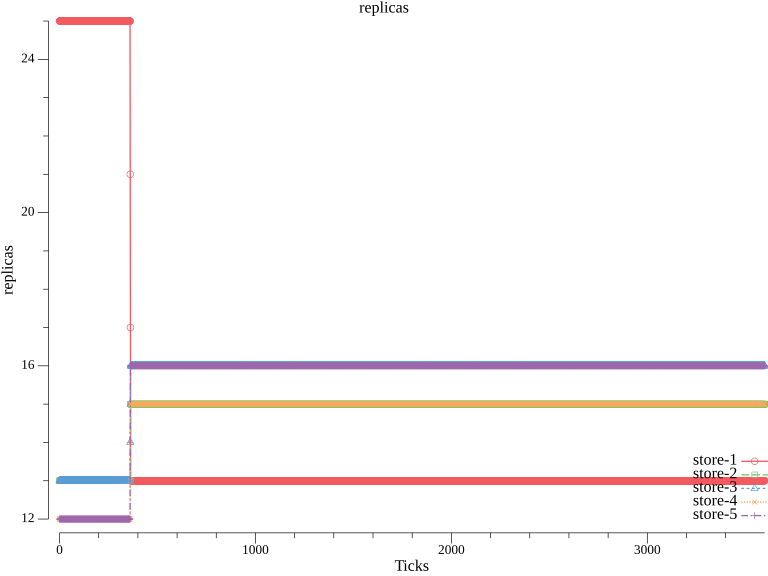 replicas
24
20
16
12
replicas
0
1000
2000
3000
Ticks
store-1
store-2
store-3
store-4
store-5